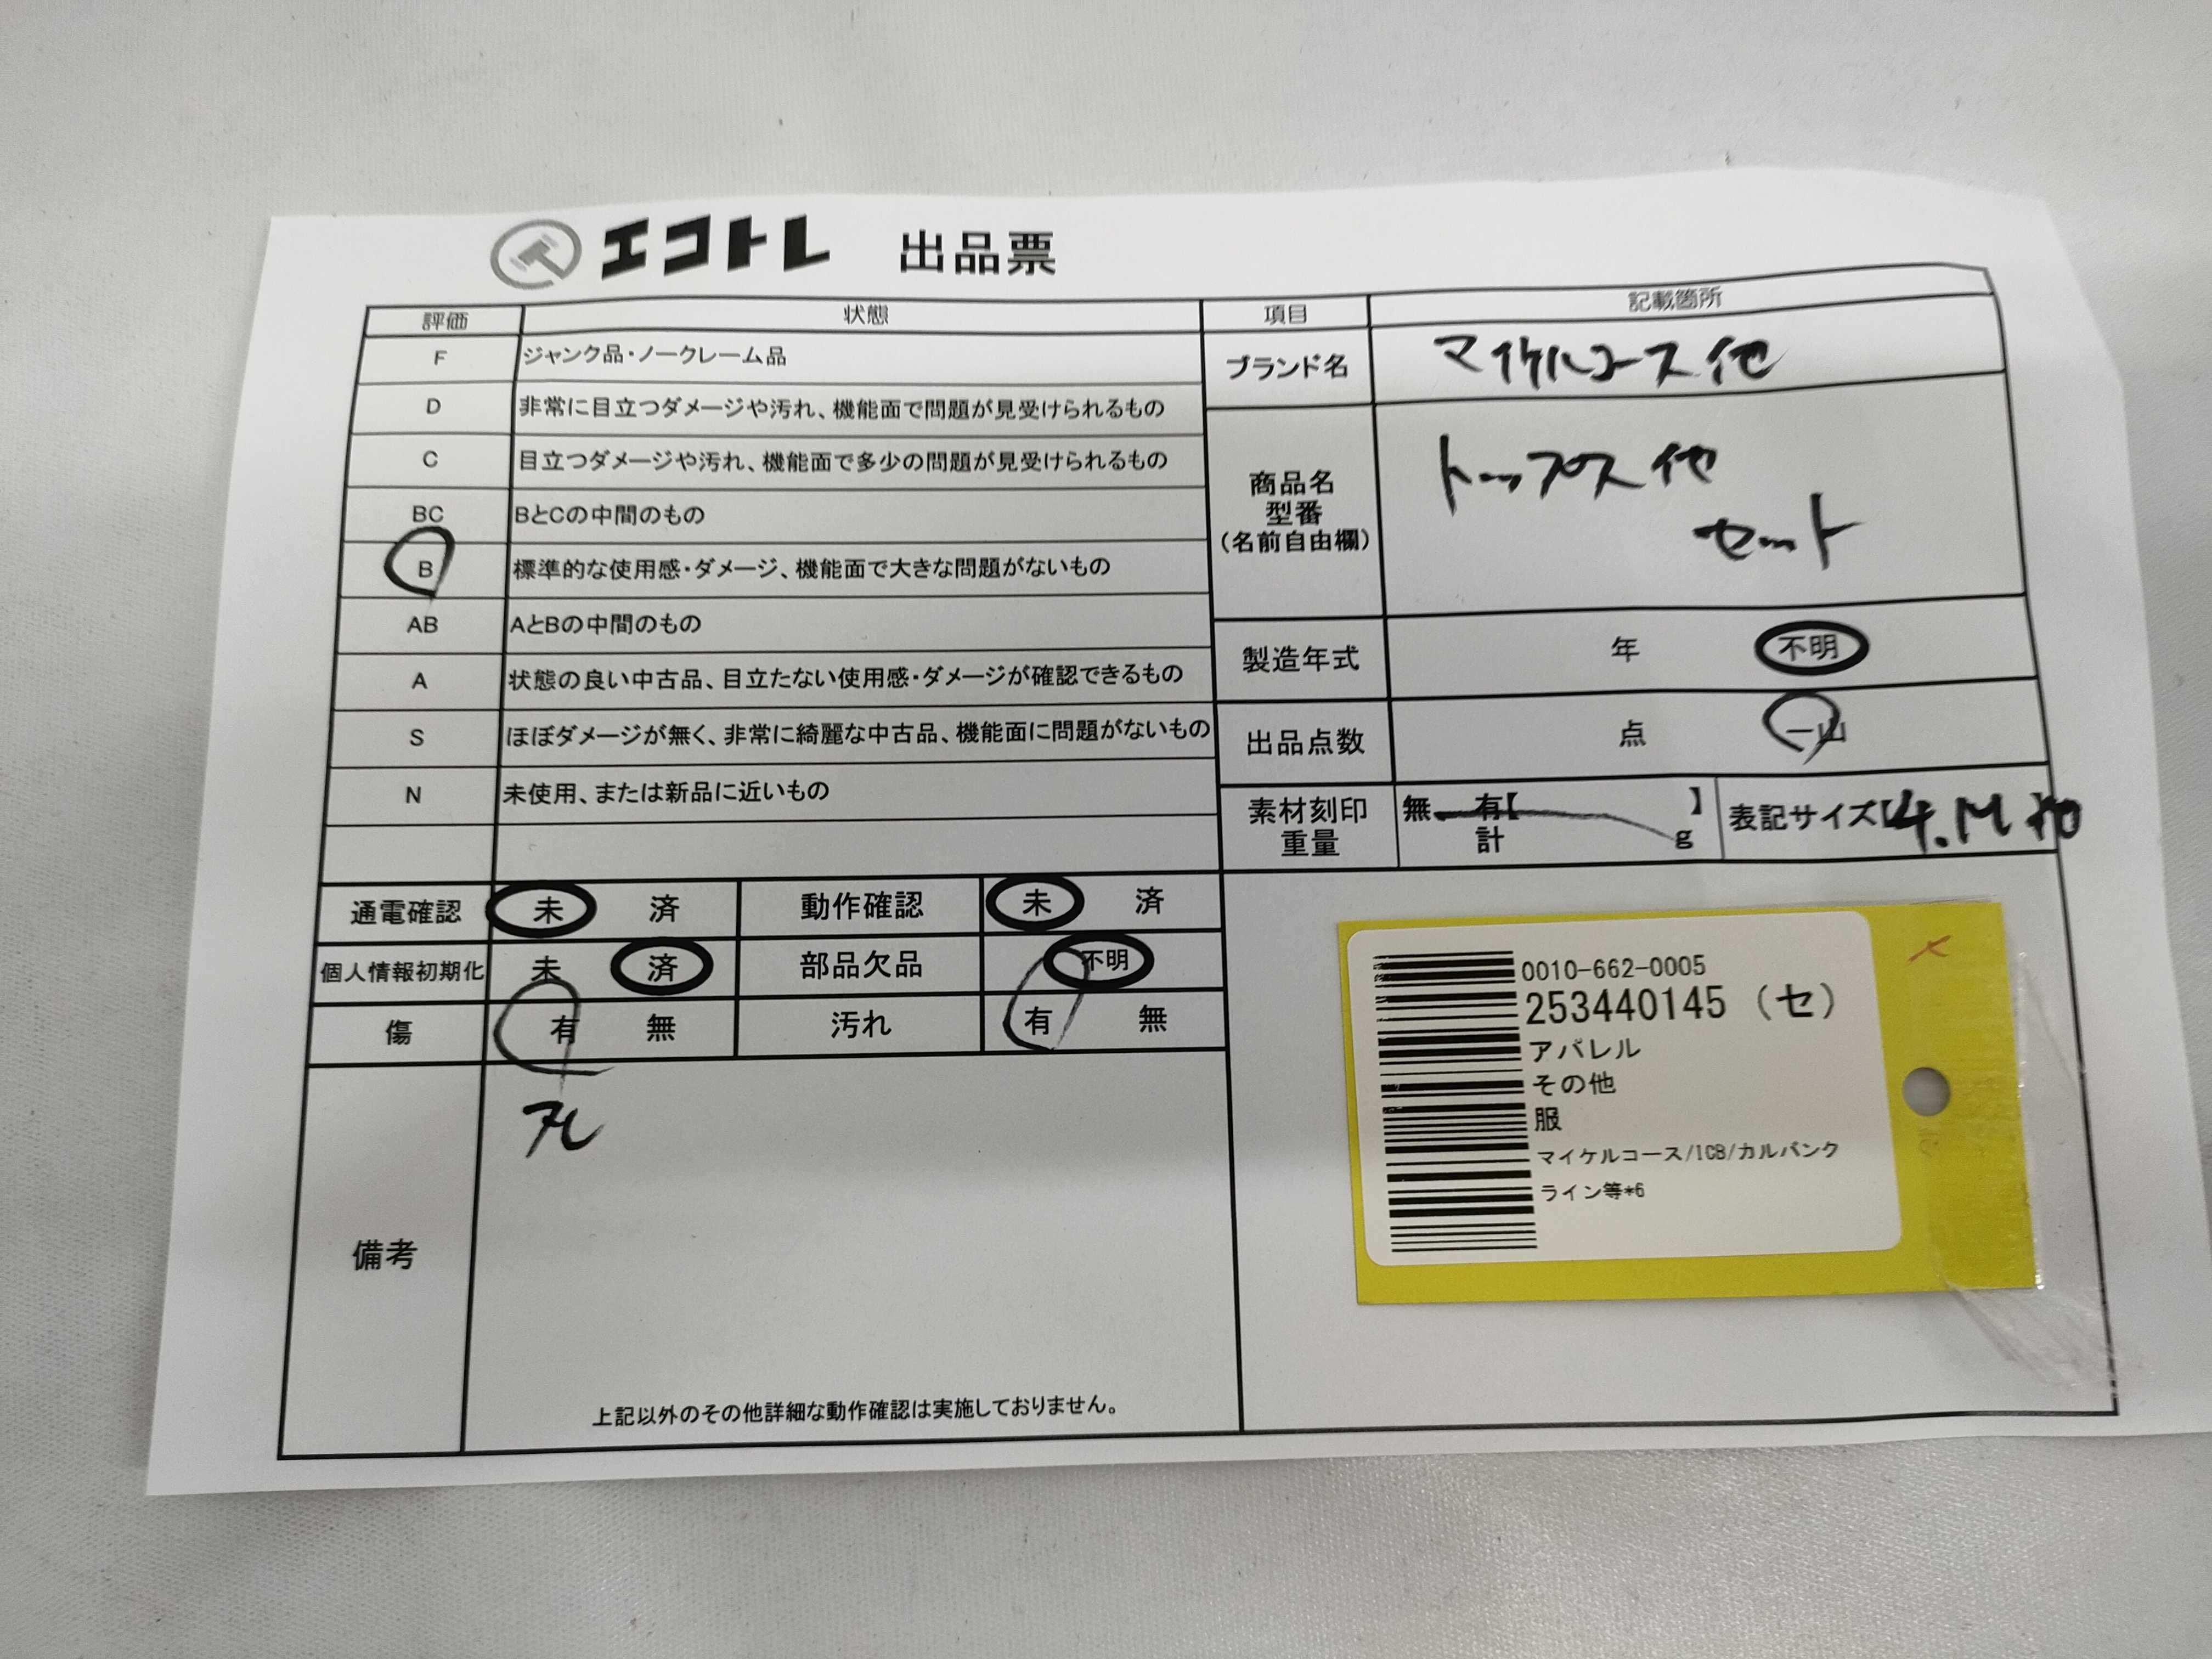 エコトレ 出品票
評価 状態 項目 記載箇所
F ジャンク品・ノークレーム品
D 非常に目立つダメージや汚れ、機能面で問題が見受けられるもの
C 目立つダメージや汚れ、機能面で多少の問題が見受けられるもの
BC BとCの中間のもの
B 標準的な使用感・ダメージ、機能面で大きな問題がないもの
AB AとBの中間のもの
A 状態の良い中古品、目立たない使用感・ダメージが確認できるもの
S ほぼダメージが無く、非常に綺麗な中古品、機能面に問題がないもの
N 未使用、または新品に近いもの
ブランド名 マイケルコース他
商品名
型番
(名前自由欄)
トップス他
セット
製造年式 年 不明
出品点数 点 一山
素材刻印 無 有【 】
重量 計 g
表記サイズ【4.M他
通電確認 未 済 動作確認 未 済
個人情報初期化 未 済 部品欠品 不明
傷 有 無 汚れ 有 無
備考
上記以外のその他詳細な動作確認は実施しておりません。
0010-662-0005
253440145 (セ)
アパレル
その他
服
マイケルコース/ICB/カルバンク
ライン等*6